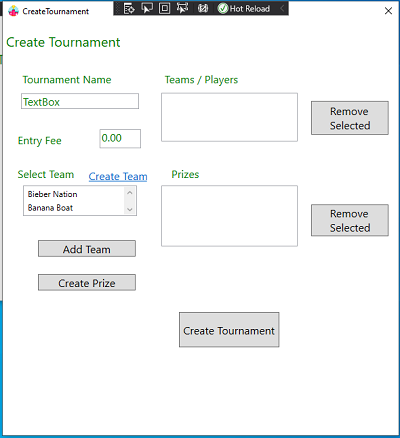 CreateTournament
Hot Reload
Create Tournament
Tournament Name
Teams / Players
TextBox
Remove
Selected
Entry Fee
0.00
Select Team
Create Team
Prizes
Bieber Nation
Banana Boat
Remove
Selected
Add Team
Create Prize
Create Tournament